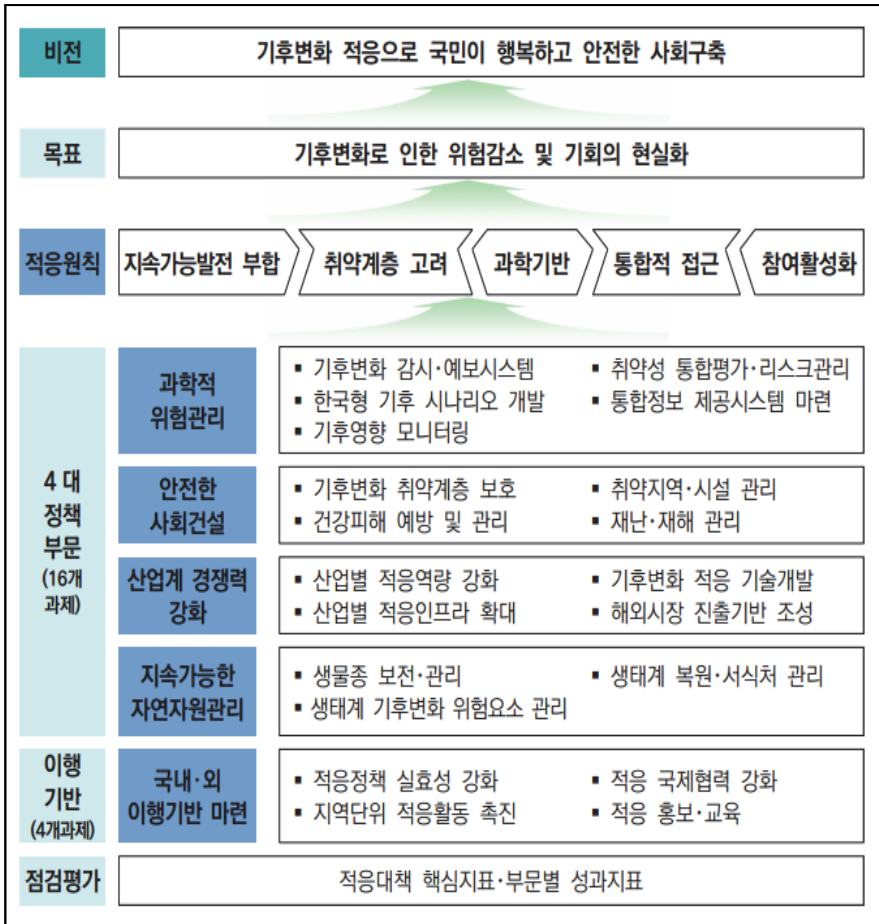 비전
기후변화 적응으로 국민이 행복하고 안전한 사회구축
목표
기후변화로 인한 위험감소 및 기회의 현실화
적응원칙
지속가능발전 부합
취약계층 고려
과학기반
통합적 접근
참여활성화
4 대
정책
부문
(16개
과제)
과학적
위험관리
▪ 기후변화 감시·예보시스템
▪ 한국형 기후 시나리오 개발
▪ 기후영향 모니터링
▪ 취약성 통합평가·리스크관리
▪ 통합정보 제공시스템 마련
안전한
사회건설
▪ 기후변화 취약계층 보호
▪ 건강피해 예방 및 관리
▪ 취약지역·시설 관리
▪ 재난·재해 관리
산업계 경쟁력
강화
▪ 산업별 적응역량 강화
▪ 산업별 적응인프라 확대
▪ 기후변화 적응 기술개발
▪ 해외시장 진출기반 조성
지속가능한
자연자원관리
▪ 생물종 보전·관리
▪ 생태계 기후변화 위험요소 관리
▪ 생태계 복원·서식처 관리
이행
기반
(4개과제)
국내·외
이행기반 마련
▪ 적응정책 실효성 강화
▪ 지역단위 적응활동 촉진
▪ 적응 국제협력 강화
▪ 적응 홍보·교육
점검평가
적응대책 핵심지표·부문별 성과지표